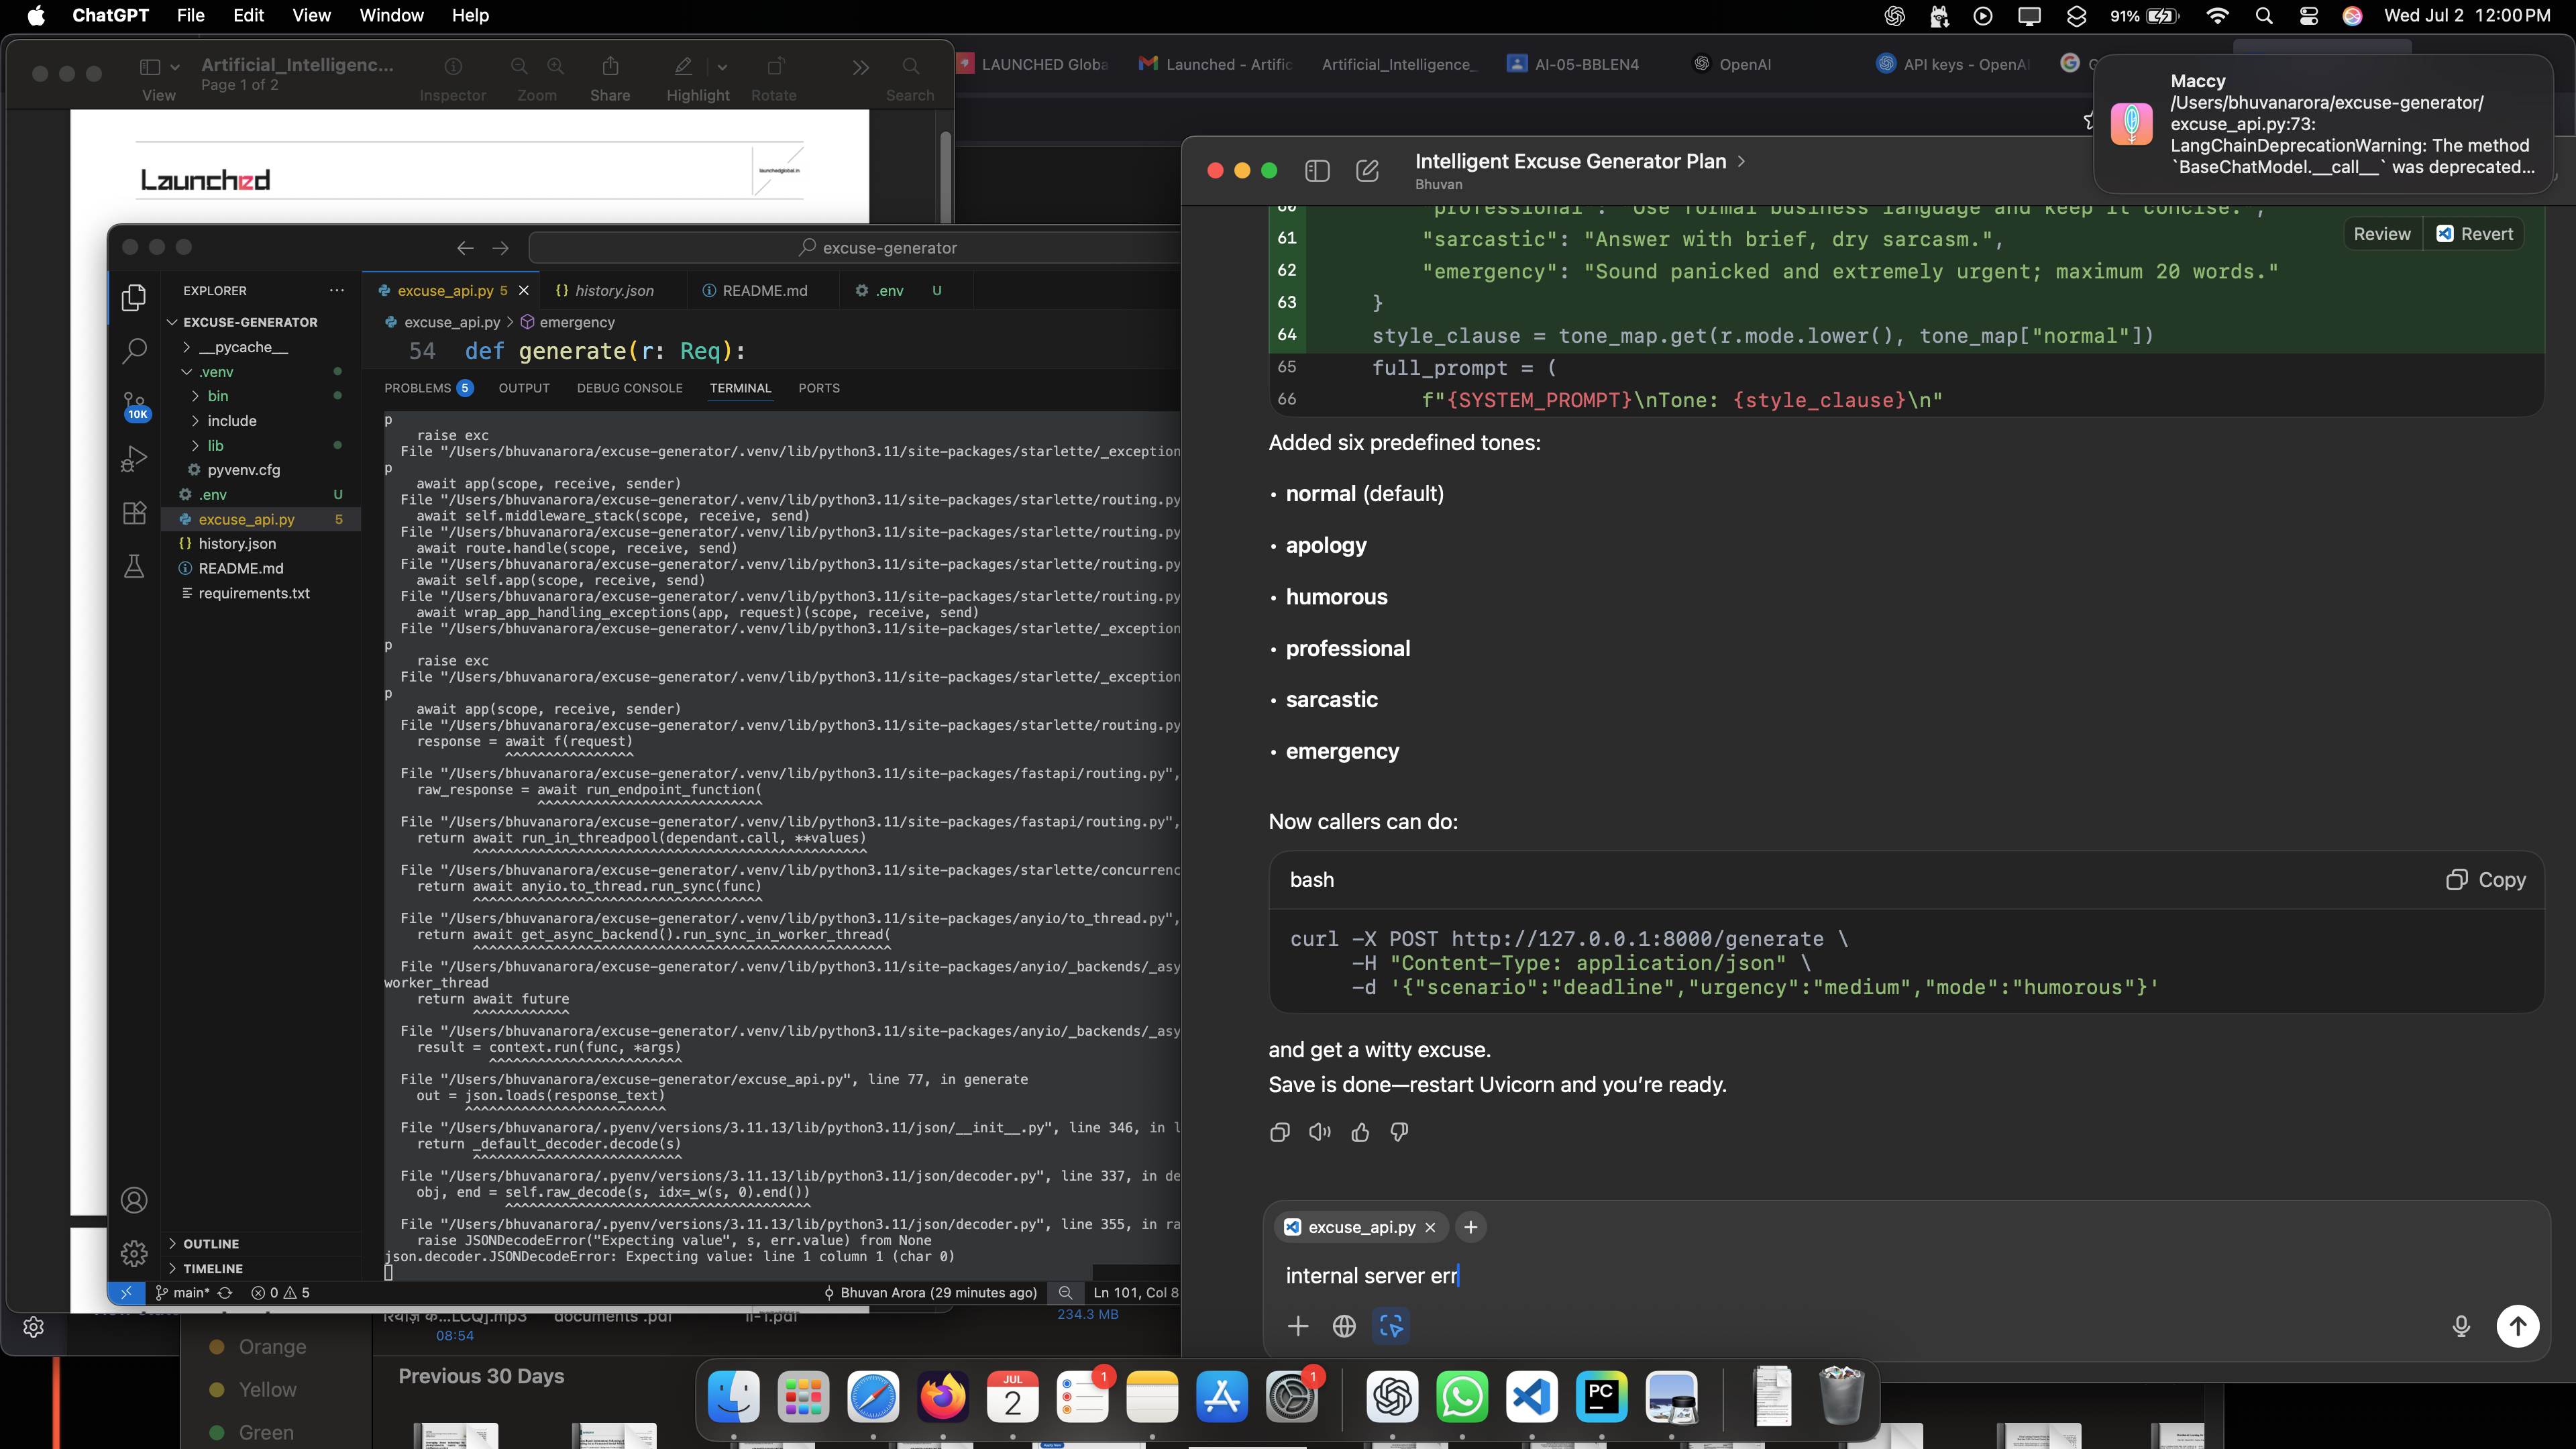 ChatGPT File Edit View Window Help
91% Wed Jul 2 12:00 PM
Artificial_Intelligenc...
Page 1 of 2
View Inspector Zoom Share Highlight Rotate Search
LAUNCHED Globa Launched - Artific Artificial_Intelligence_ AI-05-BBLEN4 OpenAI API keys - OpenAI G
Maccy
/Users/bhuvanarora/excuse-generator/
excuse_api.py:73:
LangChainDeprecationWarning: The method
`BaseChatModel.__call__` was deprecated...
Launched
launchedglobal.in
excuse-generator
EXPLORER
EXCUSE-GENERATOR
__pycache__
.venv
bin
include
lib
pyvenv.cfg
.env U
excuse_api.py 5
history.json
README.md
requirements.txt
OUTLINE
TIMELINE
10K
excuse_api.py 5 history.json README.md .env U
excuse_api.py > emergency
54 def generate(r: Req):
PROBLEMS 5 OUTPUT DEBUG CONSOLE TERMINAL PORTS
p
raise exc
File "/Users/bhuvanarora/excuse-generator/.venv/lib/python3.11/site-packages/starlette/_exception
p
await app(scope, receive, sender)
File "/Users/bhuvanarora/excuse-generator/.venv/lib/python3.11/site-packages/starlette/routing.py
await self.middleware_stack(scope, receive, send)
File "/Users/bhuvanarora/excuse-generator/.venv/lib/python3.11/site-packages/starlette/routing.py
await route.handle(scope, receive, send)
File "/Users/bhuvanarora/excuse-generator/.venv/lib/python3.11/site-packages/starlette/routing.py
await self.app(scope, receive, send)
File "/Users/bhuvanarora/excuse-generator/.venv/lib/python3.11/site-packages/starlette/routing.py
await wrap_app_handling_exceptions(app, request)(scope, receive, send)
File "/Users/bhuvanarora/excuse-generator/.venv/lib/python3.11/site-packages/starlette/_exception
p
raise exc
File "/Users/bhuvanarora/excuse-generator/.venv/lib/python3.11/site-packages/starlette/_exception
p
await app(scope, receive, sender)
File "/Users/bhuvanarora/excuse-generator/.venv/lib/python3.11/site-packages/starlette/routing.py
response = await f(request)
^^^^^^^^^^^^^^^^
File "/Users/bhuvanarora/excuse-generator/.venv/lib/python3.11/site-packages/fastapi/routing.py",
raw_response = await run_endpoint_function(
^^^^^^^^^^^^^^^^^^^^^^^^^^^^
File "/Users/bhuvanarora/excuse-generator/.venv/lib/python3.11/site-packages/fastapi/routing.py",
return await run_in_threadpool(dependant.call, **values)
^^^^^^^^^^^^^^^^^^^^^^^^^^^^^^^^^^^^^^^^^^^^^^^^^
File "/Users/bhuvanarora/excuse-generator/.venv/lib/python3.11/site-packages/starlette/concurrenc
return await anyio.to_thread.run_sync(func)
^^^^^^^^^^^^^^^^^^^^^^^^^^^^^^^^^^^^
File "/Users/bhuvanarora/excuse-generator/.venv/lib/python3.11/site-packages/anyio/to_thread.py",
return await get_async_backend().run_sync_in_worker_thread(
^^^^^^^^^^^^^^^^^^^^^^^^^^^^^^^^^^^^^^^^^^^^^^^^^^^^
File "/Users/bhuvanarora/excuse-generator/.venv/lib/python3.11/site-packages/anyio/_backends/_asy
worker_thread
return await future
^^^^^^^^^^^^
File "/Users/bhuvanarora/excuse-generator/.venv/lib/python3.11/site-packages/anyio/_backends/_asy
result = context.run(func, *args)
^^^^^^^^^^^^^^^^^^^^^^^^
File "/Users/bhuvanarora/excuse-generator/excuse_api.py", line 77, in generate
out = json.loads(response_text)
^^^^^^^^^^^^^^^^^^^^^^^^^
File "/Users/bhuvanarora/.pyenv/versions/3.11.13/lib/python3.11/json/__init__.py", line 346, in l
return _default_decoder.decode(s)
^^^^^^^^^^^^^^^^^^^^^^^^^^
File "/Users/bhuvanarora/.pyenv/versions/3.11.13/lib/python3.11/json/decoder.py", line 337, in de
obj, end = self.raw_decode(s, idx=_w(s, 0).end())
^^^^^^^^^^^^^^^^^^^^^^^^^^^^^^^^^^^^^^
File "/Users/bhuvanarora/.pyenv/versions/3.11.13/lib/python3.11/json/decoder.py", line 355, in ra
raise JSONDecodeError("Expecting value", s, err.value) from None
json.decoder.JSONDecodeError: Expecting value: line 1 column 1 (char 0)
main* 0 5 Bhuvan Arora (29 minutes ago) Ln 101, Col 8
Intelligent Excuse Generator Plan >
Bhuvan
60 "professional": "Use formal business language and keep it concise.",
61 "sarcastic": "Answer with brief, dry sarcasm.",
62 "emergency": "Sound panicked and extremely urgent; maximum 20 words."
63 }
64 style_clause = tone_map.get(r.mode.lower(), tone_map["normal"])
65 full_prompt = (
66 f"{SYSTEM_PROMPT}\nTone: {style_clause}\n"
Review Revert
Added six predefined tones:
• normal (default)
• apology
• humorous
• professional
• sarcastic
• emergency
Now callers can do:
bash Copy
curl -X POST http://127.0.0.1:8000/generate \
-H "Content-Type: application/json" \
-d '{"scenario":"deadline","urgency":"medium","mode":"humorous"}'
and get a witty excuse.
Save is done—restart Uvicorn and you're ready.
excuse_api.py
internal server err
LCQ].mp3 documents .pdf II-1.pdf
08:54
234.3 MB
Orange
Yellow
Green
Previous 30 Days
JUL
2
1
1
PC